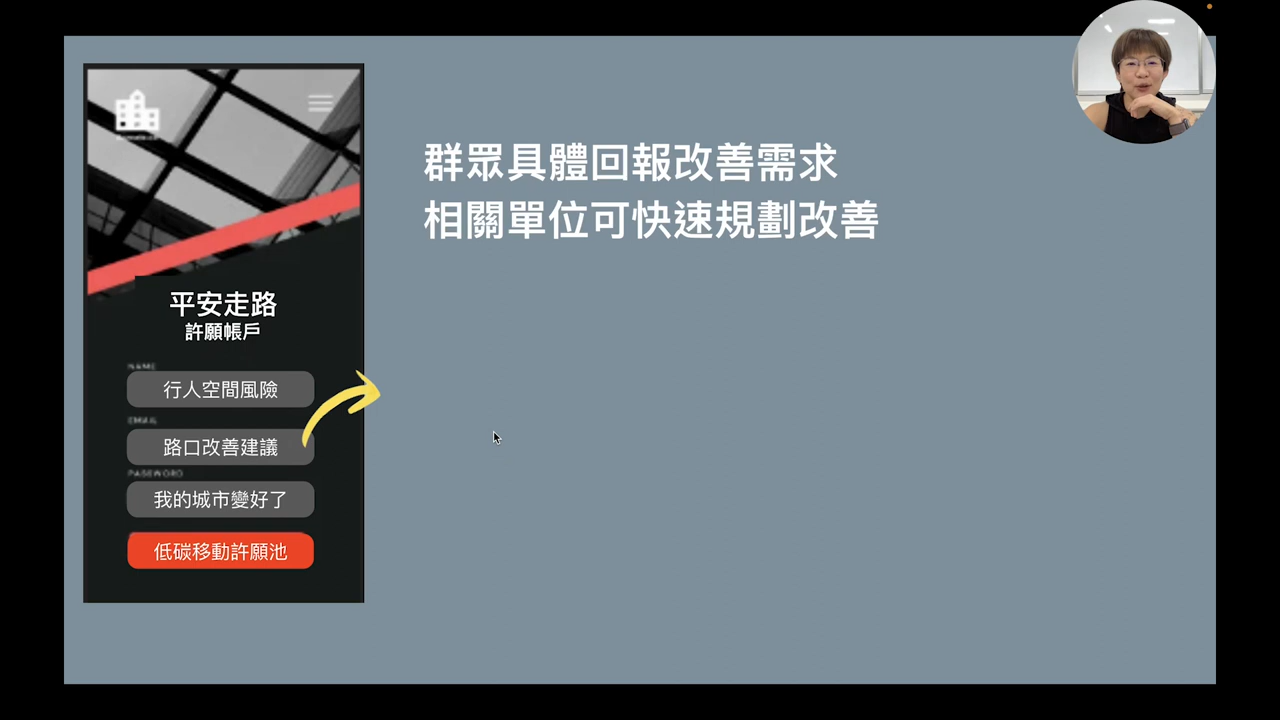 群眾具體回報改善需求
相關單位可快速規劃改善
平安走路
許願帳戶
NAME
行人空間風險
EMAIL
路口改善建議
PASSWORD
我的城市變好了
低碳移動許願池